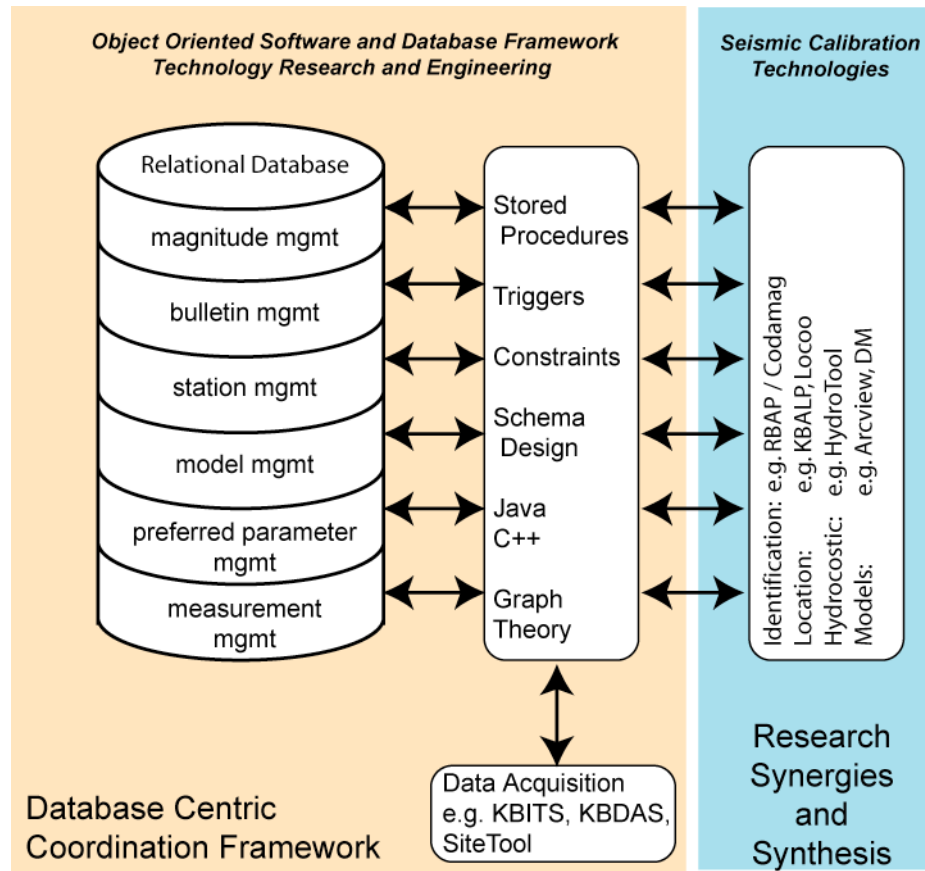 Object Oriented Software and Database Framework
Technology Research and Engineering
Seismic Calibration
Technologies
Relational Database
magnitude mgmt
bulletin mgmt
station mgmt
model mgmt
preferred parameter
mgmt
measurement
mgmt
Stored
Procedures
Triggers
Constraints
Schema
Design
Java
C++
Graph
Theory
Identification: e.g. RBAP / Codamag
Location: e.g. KBALP, Locoo
Hydrocostic: e.g. HydroTool
Models: e.g. Arcview, DM
Data Acquisition
e.g. KBITS, KBDAS,
SiteTool
Database Centric
Coordination Framework
Research
Synergies
and
Synthesis